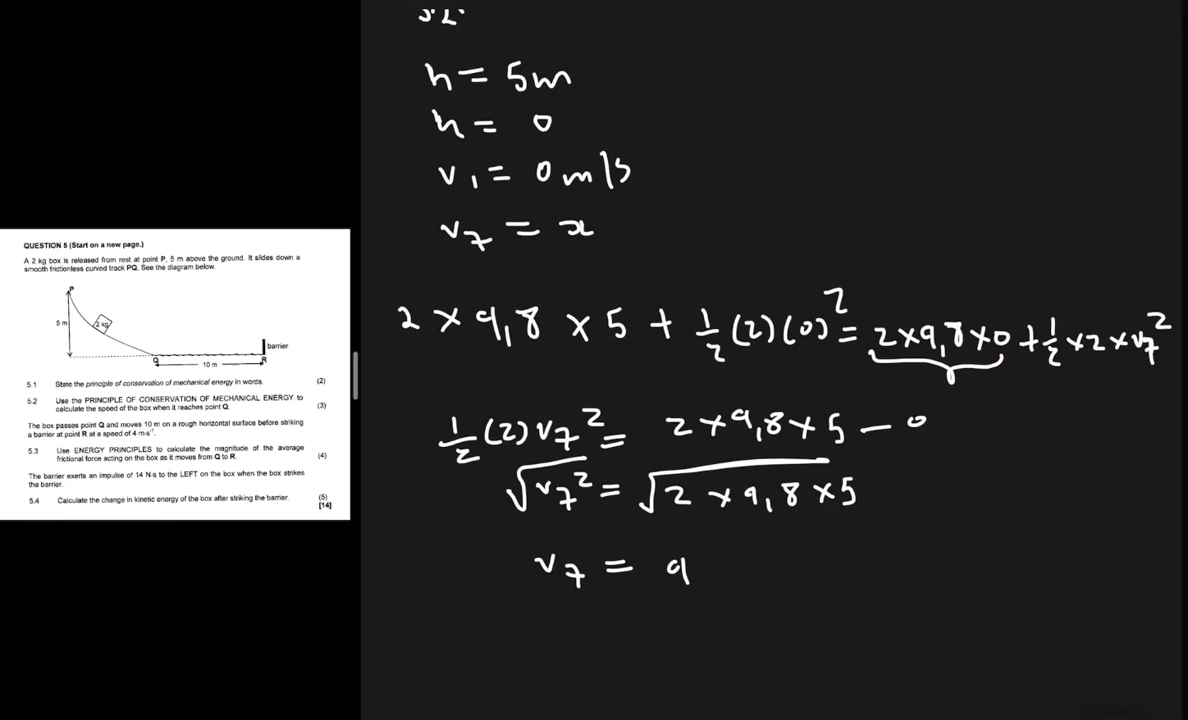 QUESTION 5 (Start on a new page.)
A 2 kg box is released from rest at point P, 5 m above the ground. It slides down a
smooth frictionless curved track PQ. See the diagram below.
P
5 m
2 kg
barrier
Q
R
10 m
5.1 State the principle of conservation of mechanical energy in words. (2)
5.2 Use the PRINCIPLE OF CONSERVATION OF MECHANICAL ENERGY to
calculate the speed of the box when it reaches point Q. (3)
The box passes point Q and moves 10 m on a rough horizontal surface before striking
a barrier at point R at a speed of 4 m·s⁻¹.
5.3 Use ENERGY PRINCIPLES to calculate the magnitude of the average
frictional force acting on the box as it moves from Q to R. (4)
The barrier exerts an impulse of 14 N·s to the LEFT on the box when the box strikes
the barrier.
5.4 Calculate the change in kinetic energy of the box after striking the barrier. (5)
[14]
h = 5m
h = 0
v₁ = 0 m/s
v₇ = x
2 × 9,8 × 5 + 1/2 (2)(0)² = 2×9,8×0 + 1/2 × 2 × v₇²
1/2 (2) v₇² = 2 × 9,8 × 5 − 0
√v₇² = √2 × 9,8 × 5
v₇ = 9